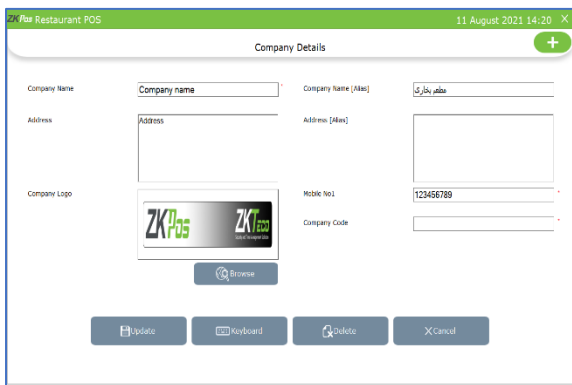 ZKPos Restaurant POS 11 August 2021 14:20 X
Company Details
+
Company Name Company name * Company Name [Alias] مطعم بخاری
Address Address Address [Alias]
Company Logo ZKPos ZKTeco Mobile No1 123456789 *
Company Code *
Browse
Update Keyboard Delete X Cancel